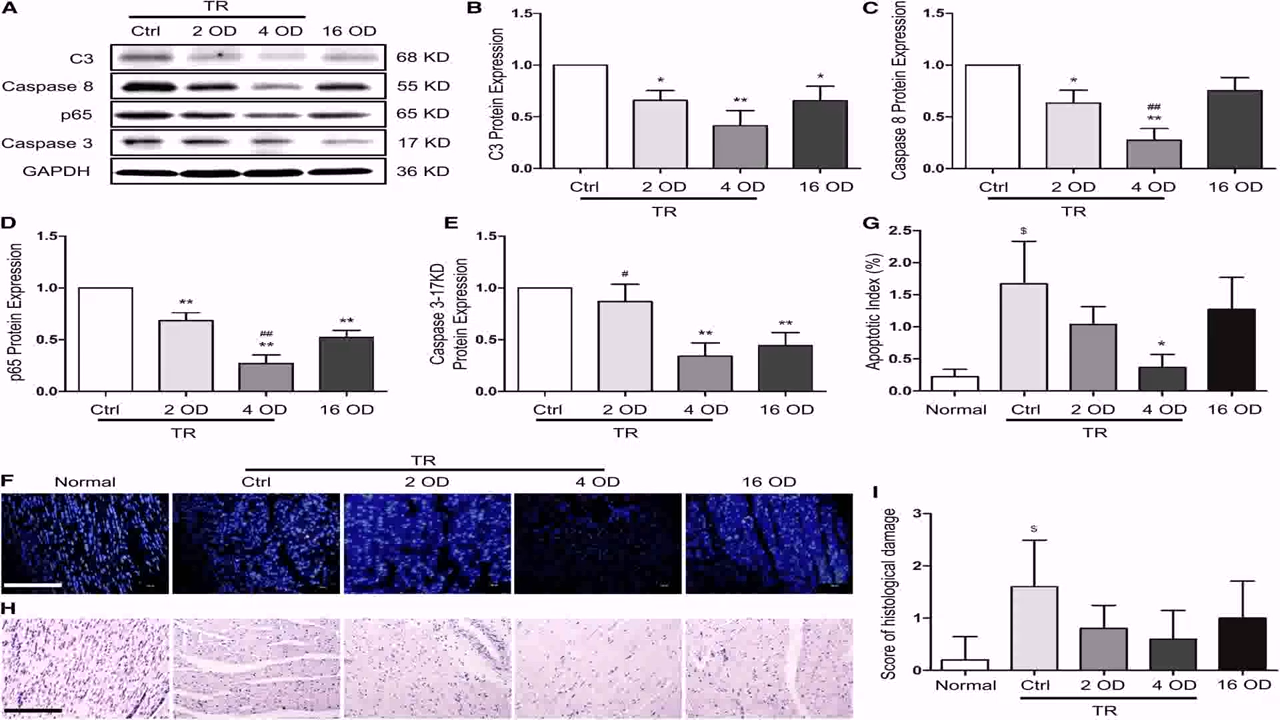 A
TR
Ctrl 2 OD 4 OD 16 OD
C3 68 KD
Caspase 8 55 KD
p65 65 KD
Caspase 3 17 KD
GAPDH 36 KD
B
C3 Protein Expression
1.5
1.0
0.5
0.0
* ** *
Ctrl 2 OD 4 OD 16 OD
TR
C
Caspase 8 Protein Expression
1.5
1.0
0.5
0.0
* ## **
Ctrl 2 OD 4 OD 16 OD
TR
D
p65 Protein Expression
1.5
1.0
0.5
0.0
** ## ** **
Ctrl 2 OD 4 OD 16 OD
TR
E
Caspase 3-17KD
Protein Expression
1.5
1.0
0.5
0.0
# ** **
Ctrl 2 OD 4 OD 16 OD
TR
G
Apoptotic Index (%)
2.5
2.0
1.5
1.0
0.5
0.0
$ *
Normal Ctrl 2 OD 4 OD 16 OD
TR
F
TR
Normal Ctrl 2 OD 4 OD 16 OD
H
I
Score of histological damage
3
2
1
0
$
Normal Ctrl 2 OD 4 OD 16 OD
TR